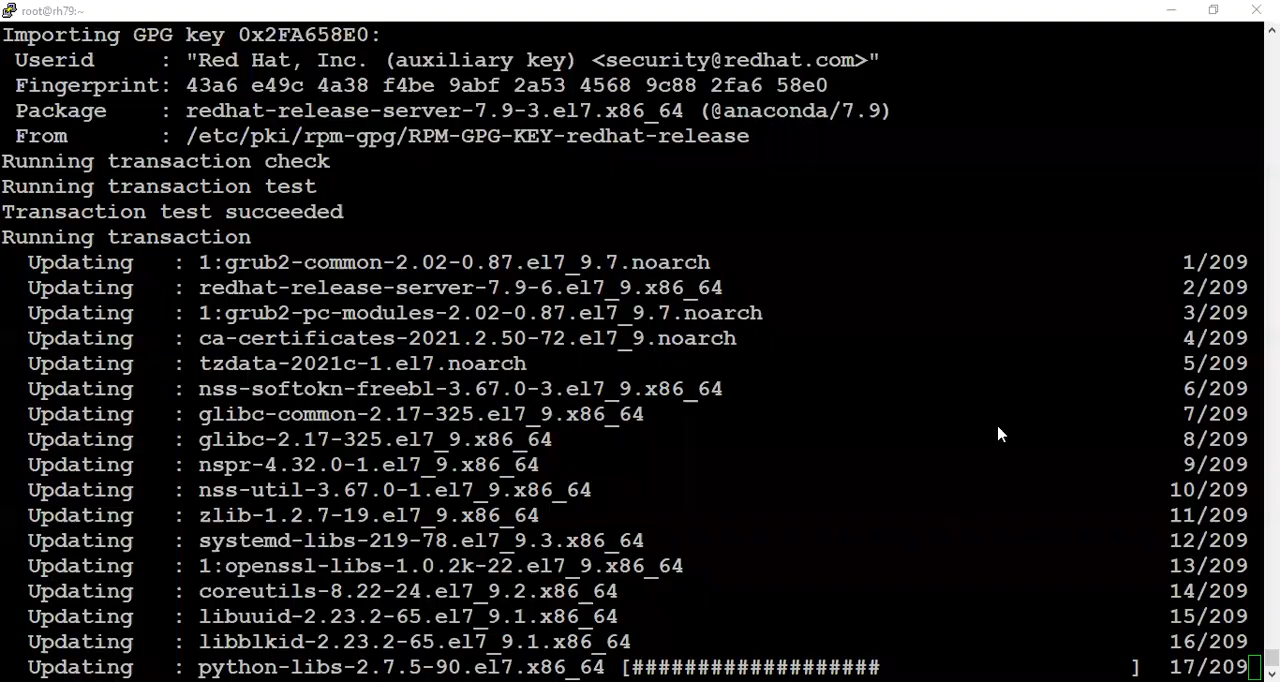 root@rh79:~
Importing GPG key 0x2FA658E0:
 Userid     : "Red Hat, Inc. (auxiliary key) <security@redhat.com>"
 Fingerprint: 43a6 e49c 4a38 f4be 9abf 2a53 4568 9c88 2fa6 58e0
 Package    : redhat-release-server-7.9-3.el7.x86_64 (@anaconda/7.9)
 From       : /etc/pki/rpm-gpg/RPM-GPG-KEY-redhat-release
Running transaction check
Running transaction test
Transaction test succeeded
Running transaction
  Updating   : 1:grub2-common-2.02-0.87.el7_9.7.noarch 1/209
  Updating   : redhat-release-server-7.9-6.el7_9.x86_64 2/209
  Updating   : 1:grub2-pc-modules-2.02-0.87.el7_9.7.noarch 3/209
  Updating   : ca-certificates-2021.2.50-72.el7_9.noarch 4/209
  Updating   : tzdata-2021c-1.el7.noarch 5/209
  Updating   : nss-softokn-freebl-3.67.0-3.el7_9.x86_64 6/209
  Updating   : glibc-common-2.17-325.el7_9.x86_64 7/209
  Updating   : glibc-2.17-325.el7_9.x86_64 8/209
  Updating   : nspr-4.32.0-1.el7_9.x86_64 9/209
  Updating   : nss-util-3.67.0-1.el7_9.x86_64 10/209
  Updating   : zlib-1.2.7-19.el7_9.x86_64 11/209
  Updating   : systemd-libs-219-78.el7_9.3.x86_64 12/209
  Updating   : 1:openssl-libs-1.0.2k-22.el7_9.x86_64 13/209
  Updating   : coreutils-8.22-24.el7_9.2.x86_64 14/209
  Updating   : libuuid-2.23.2-65.el7_9.1.x86_64 15/209
  Updating   : libblkid-2.23.2-65.el7_9.1.x86_64 16/209
  Updating   : python-libs-2.7.5-90.el7.x86_64 [###################                   ] 17/209